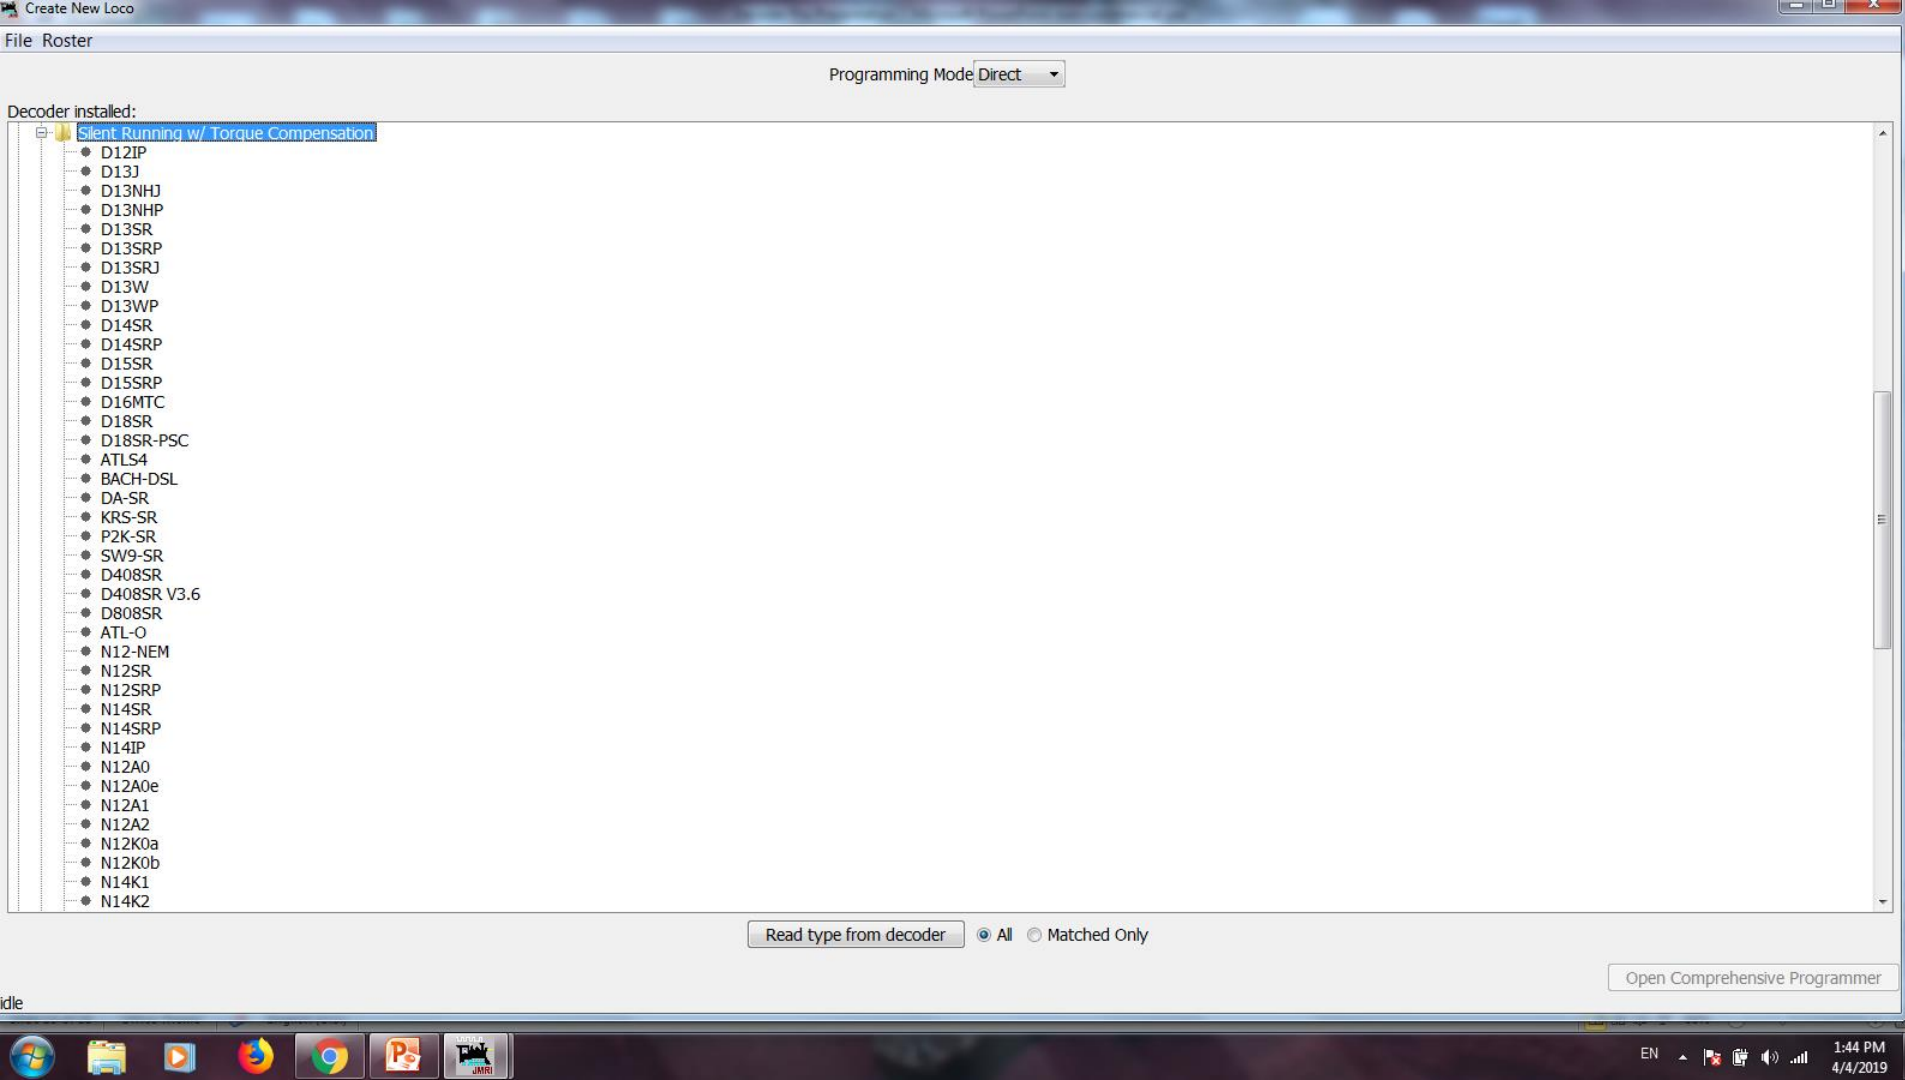 Create New Loco
File Roster
Programming Mode Direct
Decoder installed:
Silent Running w/ Torque Compensation
D12IP
D13J
D13NHJ
D13NHP
D13SR
D13SRP
D13SRJ
D13W
D13WP
D14SR
D14SRP
D15SR
D15SRP
D16MTC
D18SR
D18SR-PSC
ATLS4
BACH-DSL
DA-SR
KRS-SR
P2K-SR
SW9-SR
D408SR
D408SR V3.6
D808SR
ATL-O
N12-NEM
N12SR
N12SRP
N14SR
N14SRP
N14IP
N12A0
N12A0e
N12A1
N12A2
N12K0a
N12K0b
N14K1
N14K2
Read type from decoder All Matched Only
Open Comprehensive Programmer
idle
JMRI
EN
1:44 PM
4/4/2019